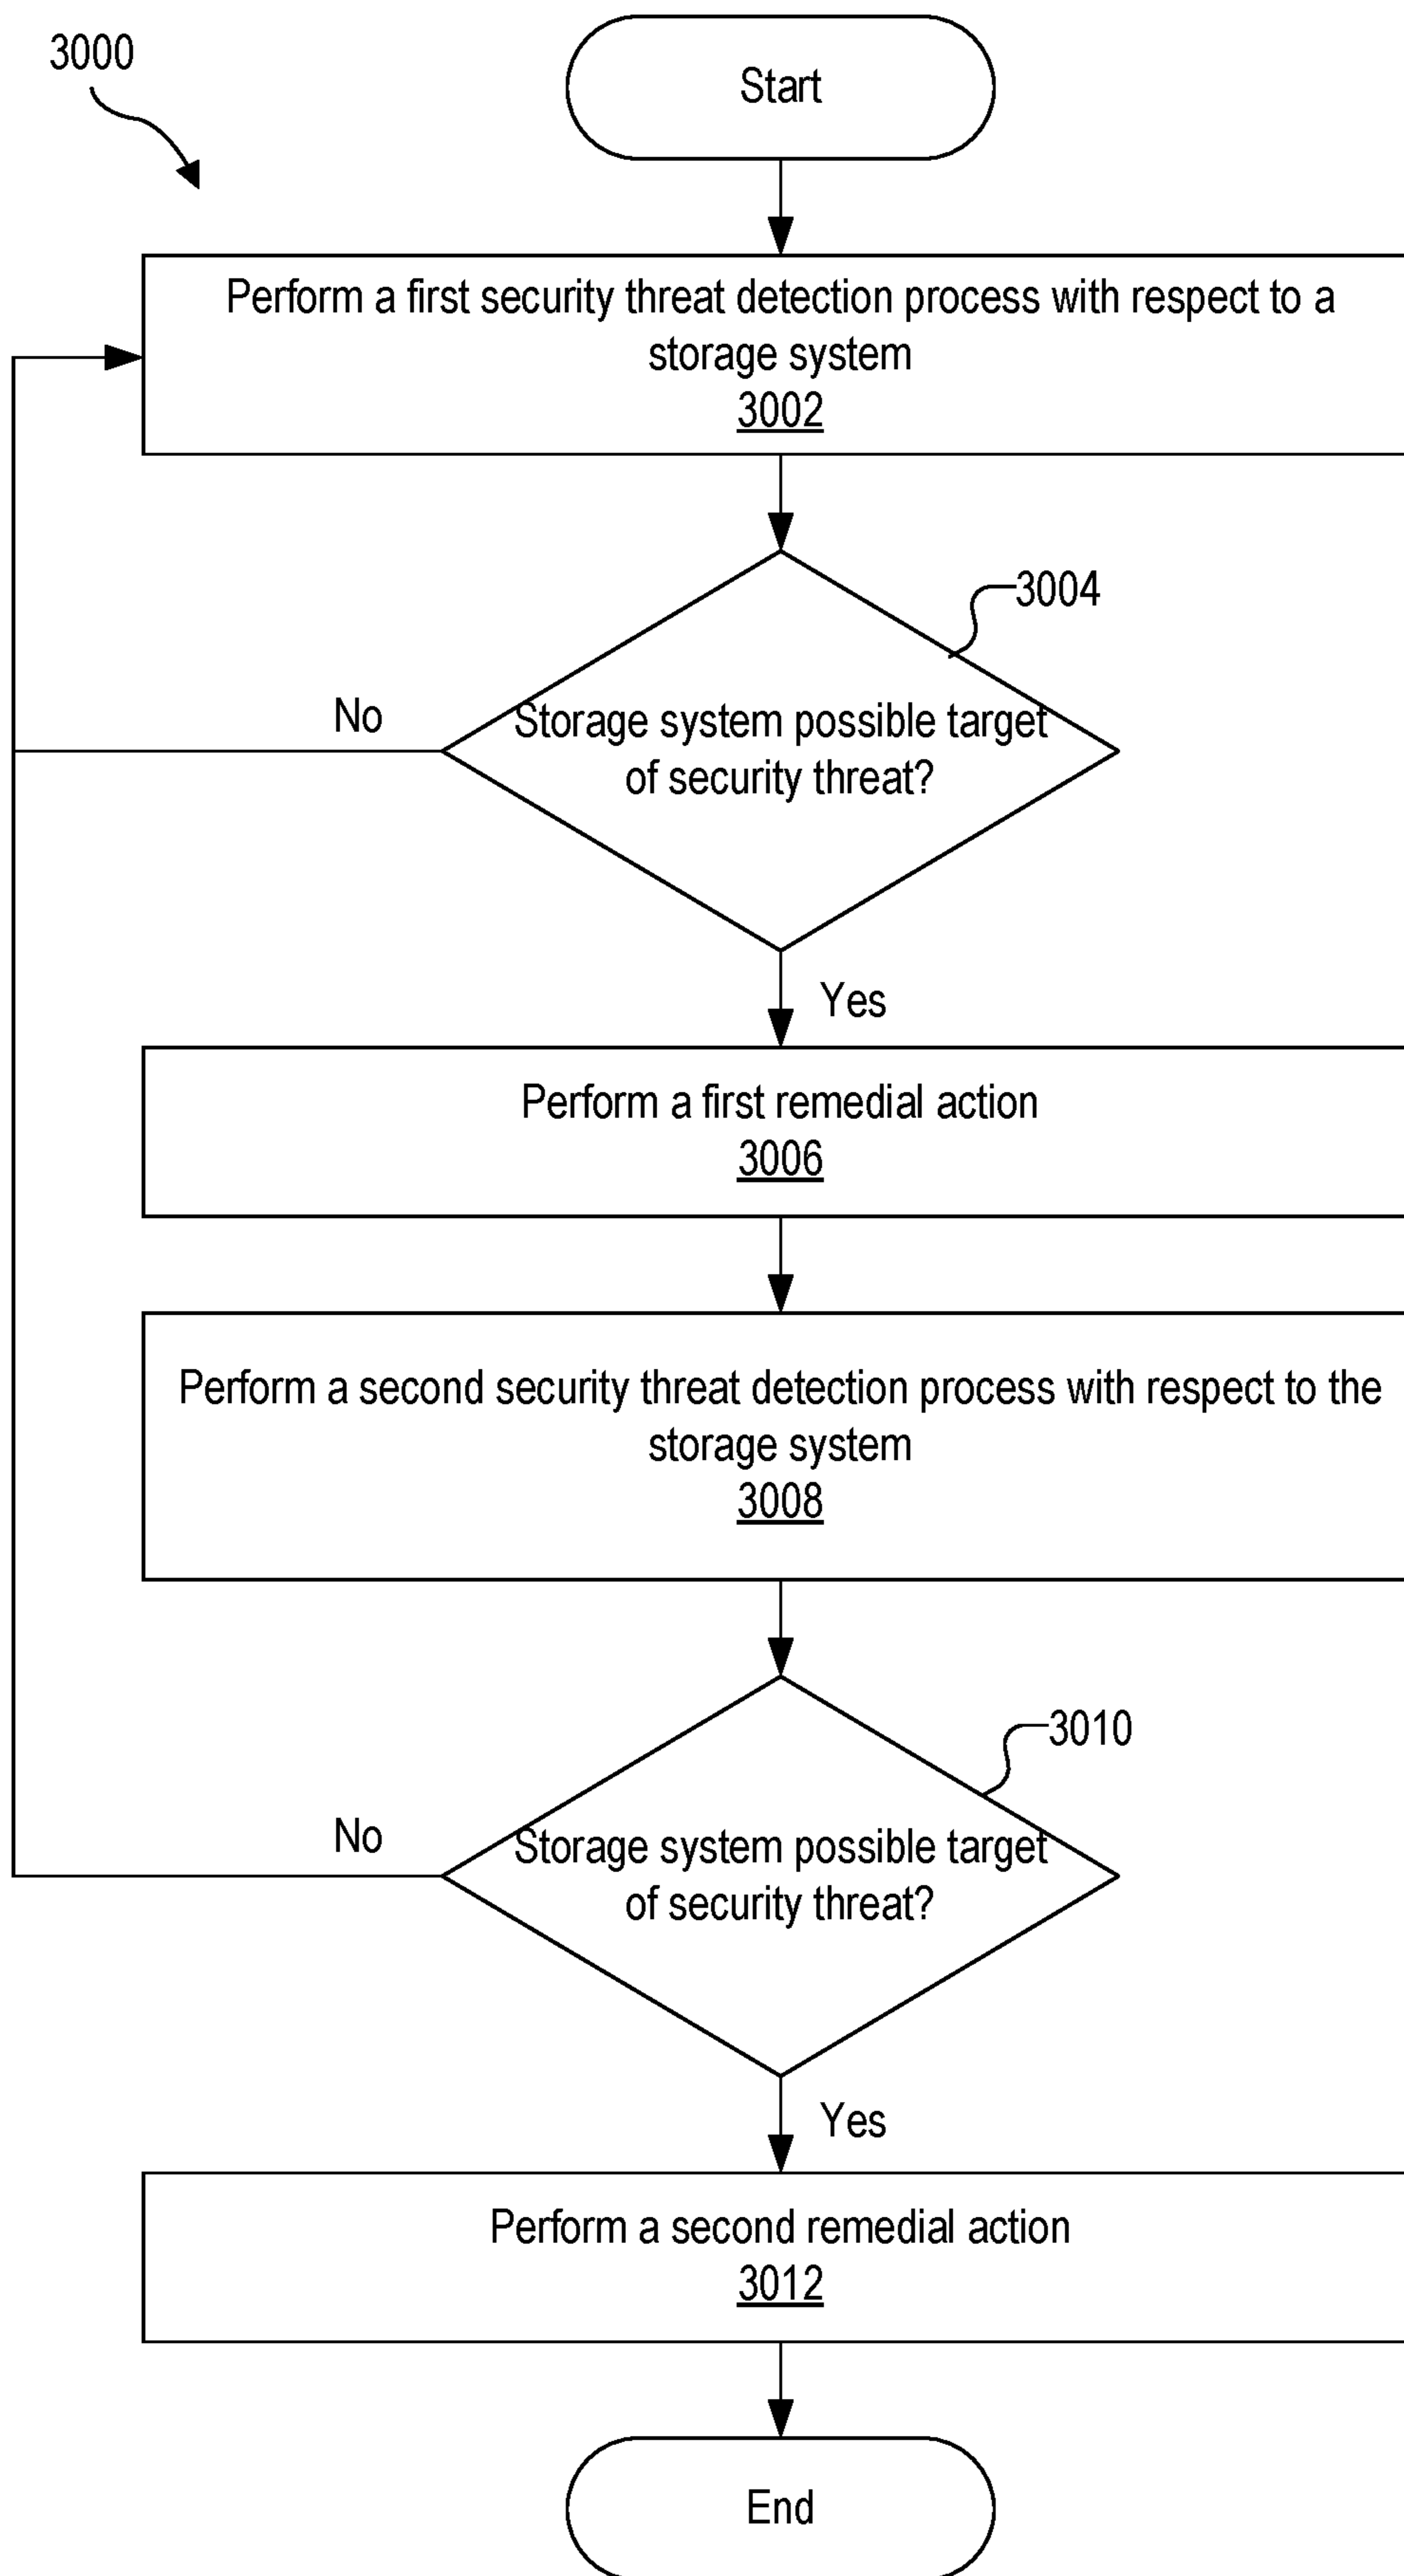 3000
Start
Perform a first security threat detection process with respect to a
storage system
3002
3004
Storage system possible target
of security threat?
No
Yes
Perform a first remedial action
3006
Perform a second security threat detection process with respect to the
storage system
3008
3010
Storage system possible target
of security threat?
No
Yes
Perform a second remedial action
3012
End